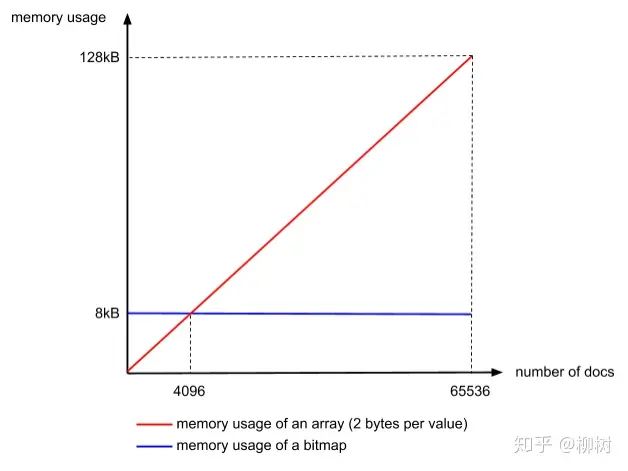 memory usage
128kB
8kB
4096
65536
number of docs
memory usage of an array (2 bytes per value)
memory usage of a bitmap
知乎 @柳树